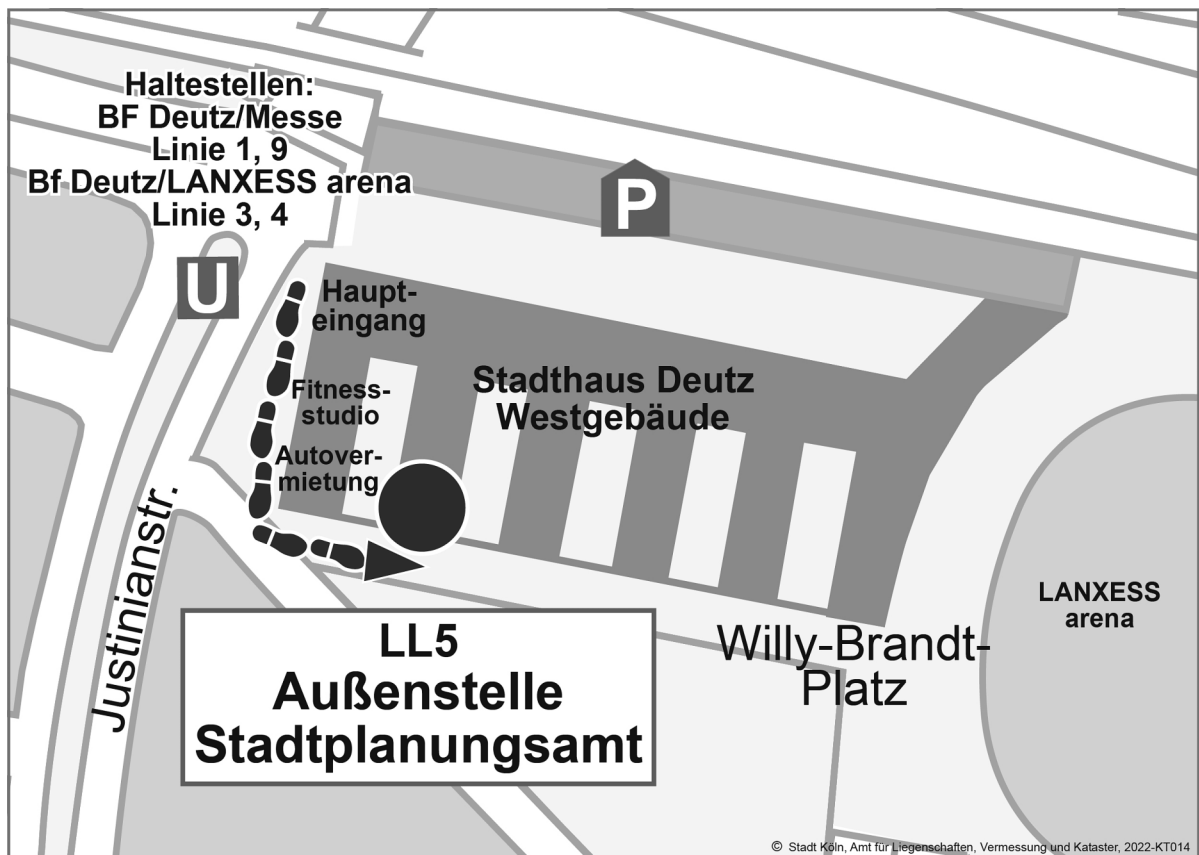 Haltestellen:
BF Deutz/Messe
Linie 1, 9
Bf Deutz/LANXESS arena
Linie 3, 4
P
U
Haupt-
eingang
Stadthaus Deutz
Westgebäude
Fitness-
studio
Autover-
mietung
Justinianstr.
LANXESS
arena
LL5
Außenstelle
Stadtplanungsamt
Willy-Brandt-
Platz
© Stadt Köln, Amt für Liegenschaften, Vermessung und Kataster, 2022-KT014